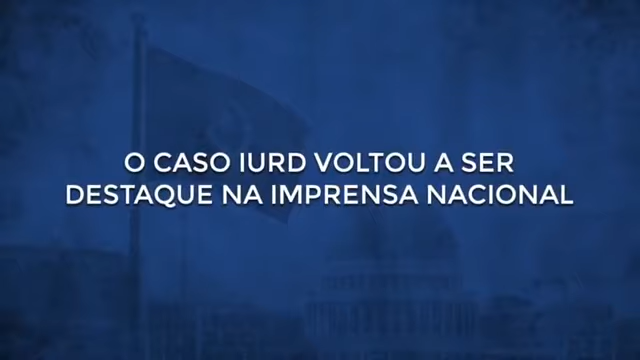 O CASO IURD VOLTOU A SER
DESTAQUE NA IMPRENSA NACIONAL